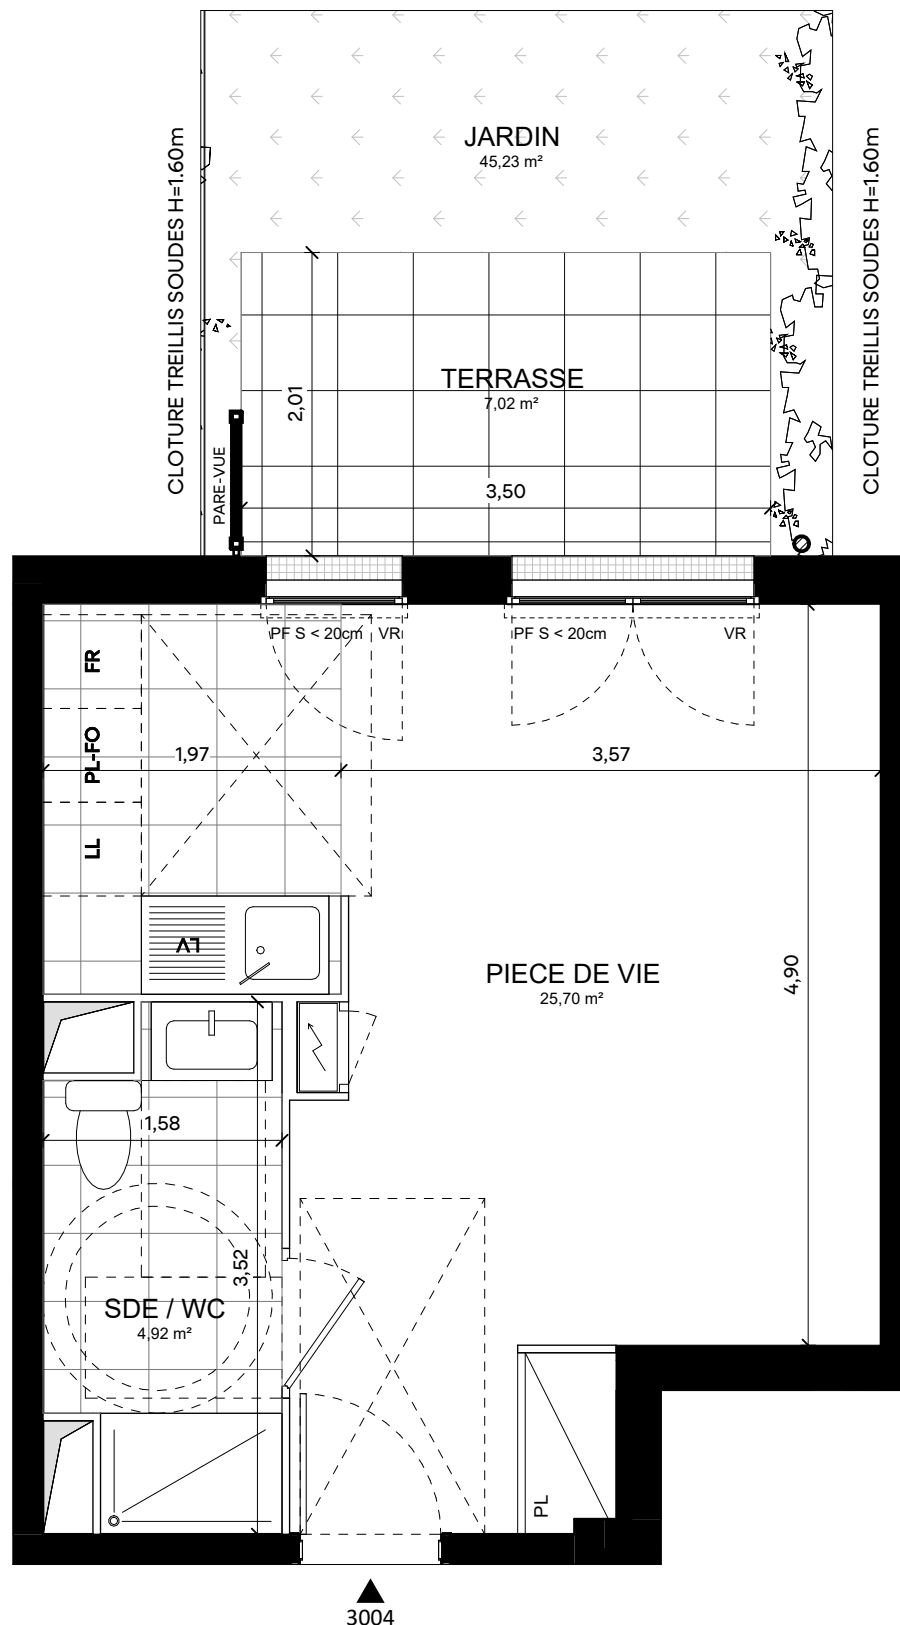 CLOTURE TREILLIS SOUDES H=1.60m
CLOTURE TREILLIS SOUDES H=1.60m
JARDIN
45,23 m²
TERRASSE
7,02 m²
2,01
PARE-VUE
3,50
PF S < 20cm VR
PF S < 20cm VR
FR
PL-FO
LL
1,97
3,57
LV
PIECE DE VIE
25,70 m²
4,90
1,58
3,52
SDE / WC
4,92 m²
PL
3004